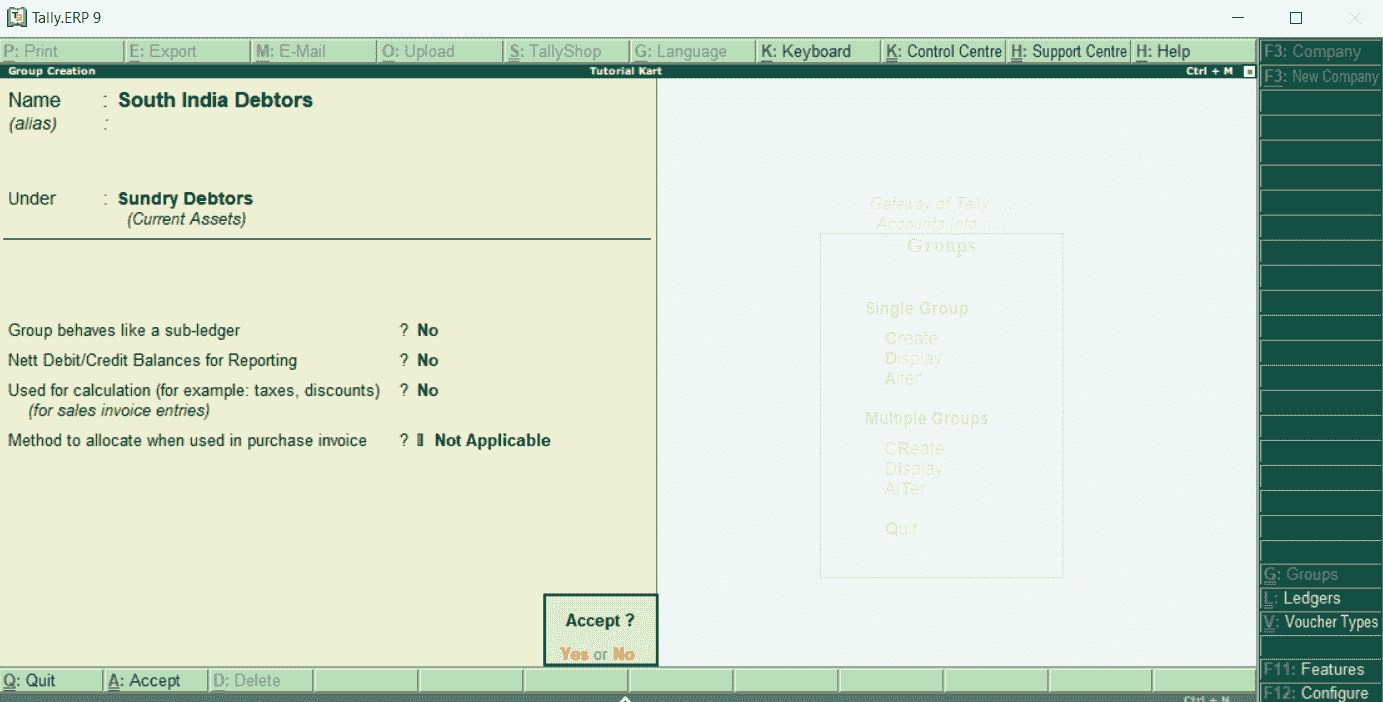 Tally.ERP 9
P: Print E: Export M: E-Mail O: Upload S: TallyShop G: Language K: Keyboard K: Control Centre H: Support Centre H: Help F3: Company
Group Creation Tutorial Kart Ctrl + M
F3: New Company
Name : South India Debtors
(alias) :
Under : Sundry Debtors
(Current Assets)
Gateway of Tally ....
Accounts Info. .
Groups
Single Group
Create
Display
Alter
Multiple Groups
CReate
DIsplay
AlTer
Quit
Group behaves like a sub-ledger ? No
Nett Debit/Credit Balances for Reporting ? No
Used for calculation (for example: taxes, discounts) ? No
(for sales invoice entries)
Method to allocate when used in purchase invoice ? Not Applicable
Accept ?
Yes or No
G: Groups
L: Ledgers
V: Voucher Types
F11: Features
F12: Configure
Q: Quit A: Accept D: Delete
Ctrl + N